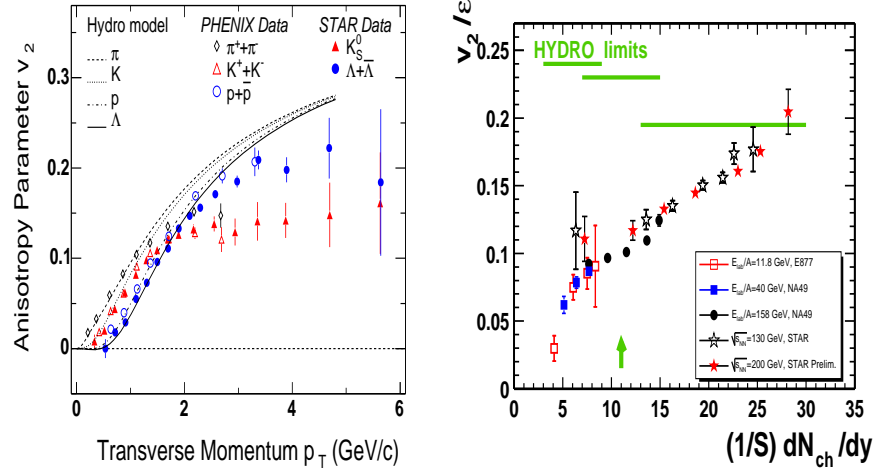 Hydro model PHENIX Data STAR Data
π
K
p
Λ
π⁺+π⁻
K⁺+K⁻
p+p̅
K⁰_S
Λ+Λ̅
Anisotropy Parameter v₂
0.3
0.2
0.1
0
0 2 4 6
Transverse Momentum p_T (GeV/c)
v₂/ε
HYDRO limits
0.25
0.2
0.15
0.1
0.05
0
E_lab/A=11.8 GeV, E877
E_lab/A=40 GeV, NA49
E_lab/A=158 GeV, NA49
√s_NN=130 GeV, STAR
√s_NN=200 GeV, STAR Prelim.
0 5 10 15 20 25 30 35
(1/S) dN_ch/dy